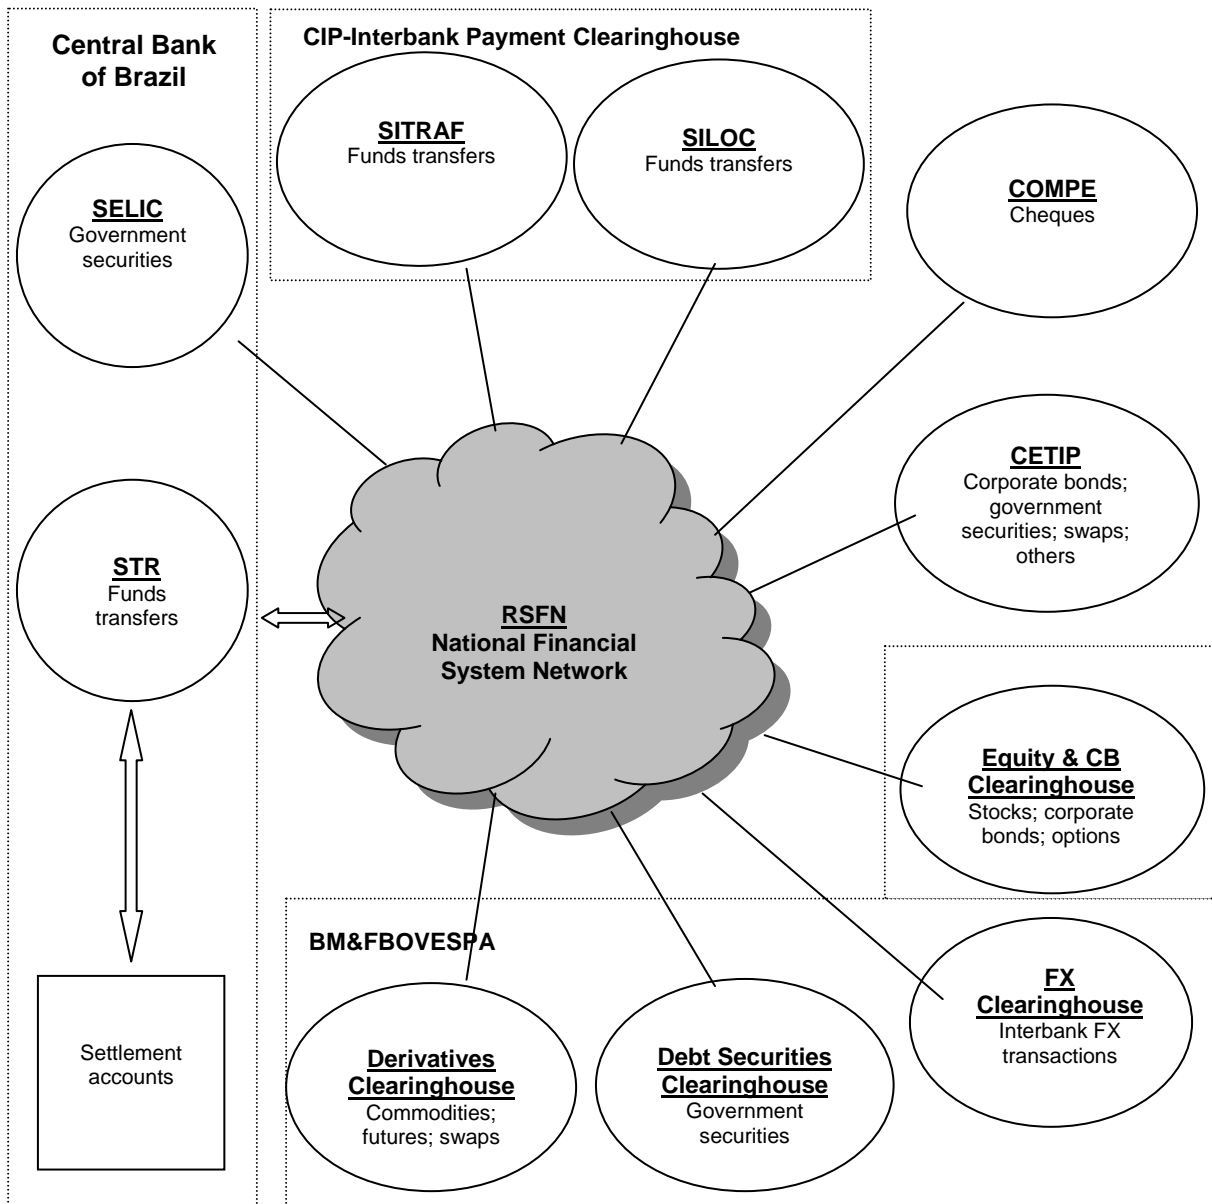 Central Bank
of Brazil
SELIC
Government
securities
STR
Funds
transfers
Settlement
accounts
CIP-Interbank Payment Clearinghouse
SITRAF
Funds transfers
SILOC
Funds transfers
COMPE
Cheques
CETIP
Corporate bonds;
government
securities; swaps;
others
RSFN
National Financial
System Network
Equity & CB
Clearinghouse
Stocks; corporate
bonds; options
BM&FBOVESPA
Derivatives
Clearinghouse
Commodities;
futures; swaps
Debt Securities
Clearinghouse
Government
securities
FX
Clearinghouse
Interbank FX
transactions